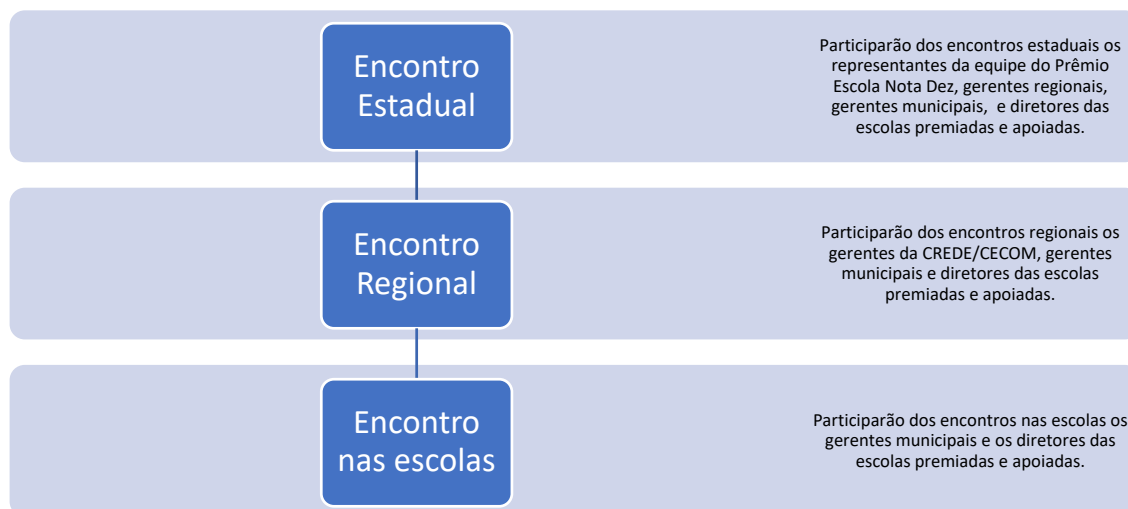 Encontro
Estadual
Participarão dos encontros estaduais os
representantes da equipe do Prêmio
Escola Nota Dez, gerentes regionais,
gerentes municipais, e diretores das
escolas premiadas e apoiadas.
Encontro
Regional
Participarão dos encontros regionais os
gerentes da CREDE/CECOM, gerentes
municipais e diretores das escolas
premiadas e apoiadas.
Encontro
nas escolas
Participarão dos encontros nas escolas os
gerentes municipais e os diretores das
escolas premiadas e apoiadas.